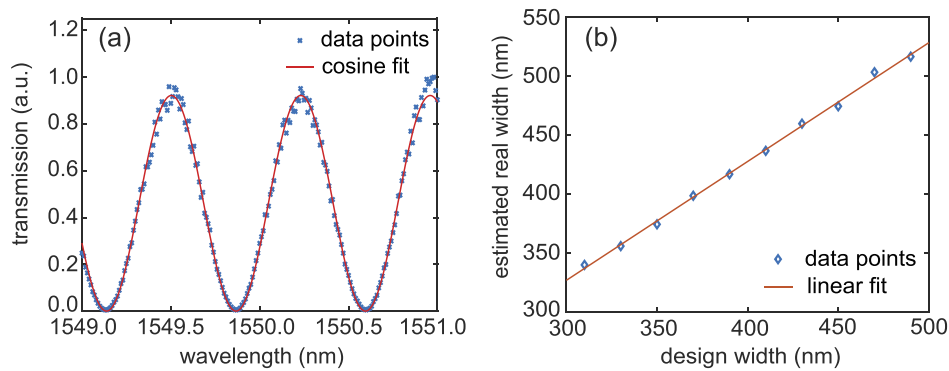 (a)
data points
cosine fit
1.2
1.0
0.8
0.6
0.4
0.2
0.0
transmission (a.u.)
1549.0 1549.5 1550.0 1550.5 1551.0
wavelength (nm)
(b)
550
500
450
400
350
300
estimated real width (nm)
data points
linear fit
300 350 400 450 500
design width (nm)